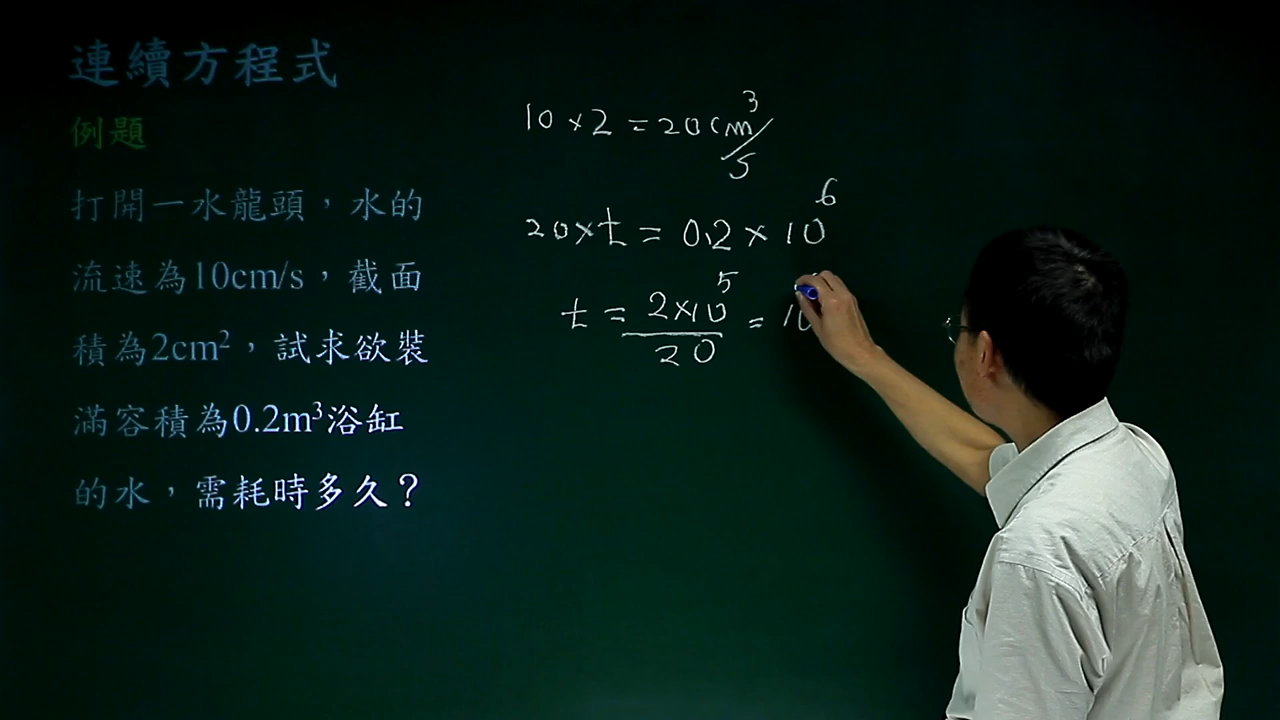 連續方程式
例題
打開一水龍頭，水的
流速為10cm/s，截面
積為2cm²，試求欲裝
滿容積為0.2m³浴缸
的水，需耗時多久？
10×2=20cm³/s
20×t=0.2×10⁶
t=2×10⁵/20=10